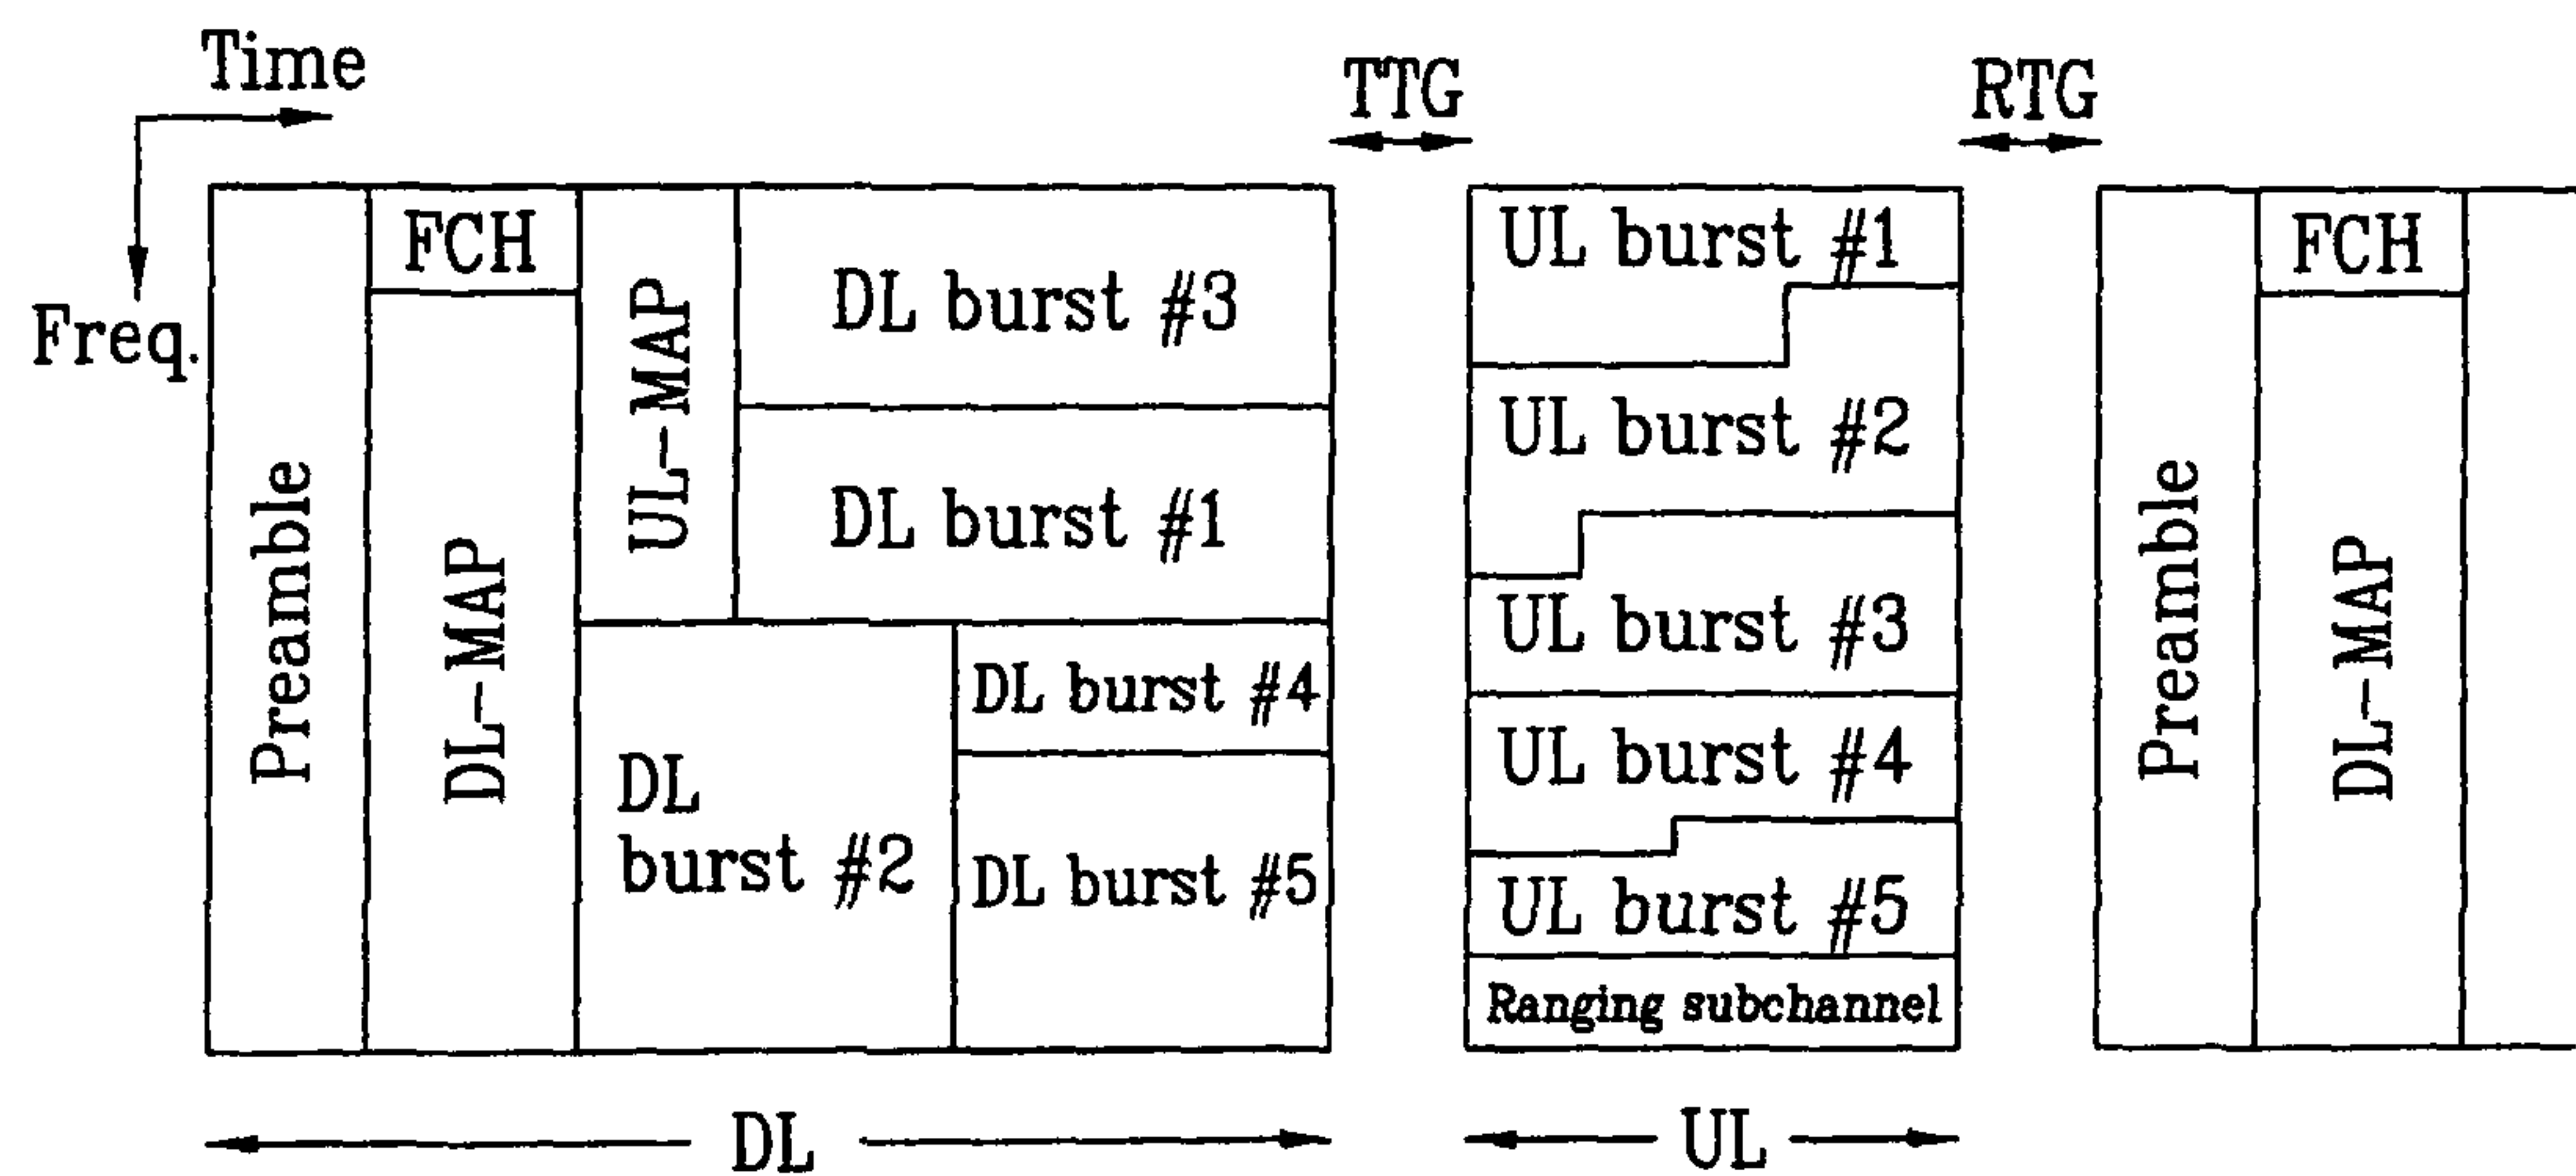 Time
TTG
RTG
Freq.
Preamble
FCH
DL-MAP
UL-MAP
DL burst #3
DL burst #1
DL
burst #2
DL burst #4
DL burst #5
UL burst #1
UL burst #2
UL burst #3
UL burst #4
UL burst #5
Ranging subchannel
Preamble
FCH
DL-MAP
DL
UL